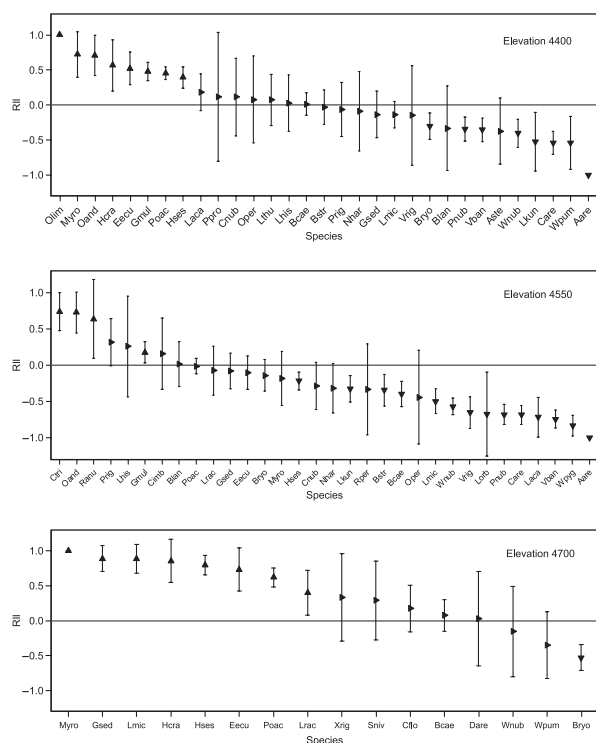 Elevation 4400
RII
1.0
0.5
0.0
−0.5
−1.0
Olim Myro Oand Hcra Eecu Gmul Poac Hses Laca Ppro Cnub Oper Lthu Lhis Bcae Bstr Prig Nhar Gsed Lmic Vrig Bryo Blan Pnub Vban Aste Wnub Lkun Care Wpum Aare
Species
Elevation 4550
RII
1.0
0.5
0.0
−0.5
−1.0
Ctri Oand Ranu Prig Lhis Gmul Cimb Blan Poac Lrac Gsed Eecu Bryo Myro Hses Cnub Nhar Lkun Rper Bstr Bcae Oper Lmic Wnub Vrig Lorb Pnub Care Laca Vban Wpyg Aare
Species
Elevation 4700
RII
1.0
0.5
0.0
−0.5
−1.0
Myro Gsed Lmic Hcra Hses Eecu Poac Lrac Xrig Sniv Cflo Bcae Dare Wnub Wpum Bryo
Species